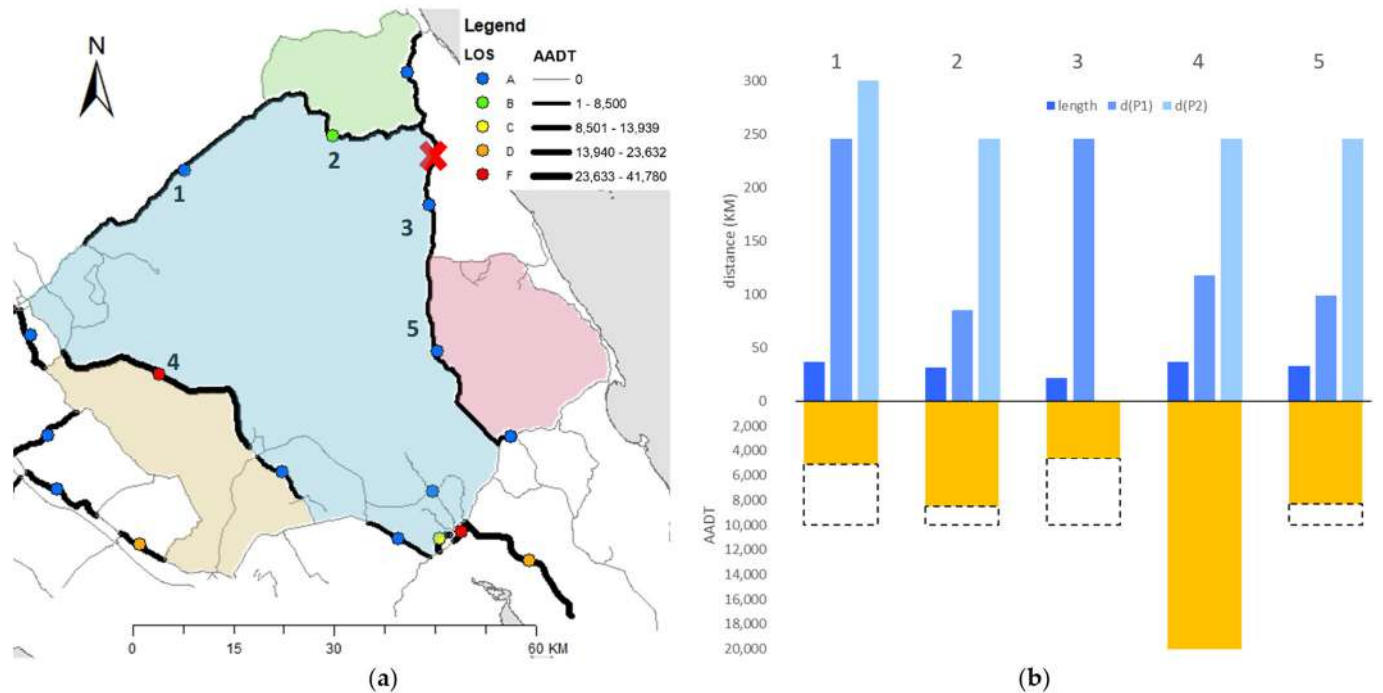 N
Legend
LOS AADT
A 0
B 1 - 8,500
C 8,501 - 13,939
D 13,940 - 23,632
F 23,633 - 41,780
1
2
3
4
5
0 15 30 60 KM
(a)
1 2 3 4 5
length d(P1) d(P2)
300
250
200
150
100
50
0
distance (KM)
2,000
4,000
6,000
8,000
10,000
12,000
14,000
16,000
18,000
20,000
AADT
(b)